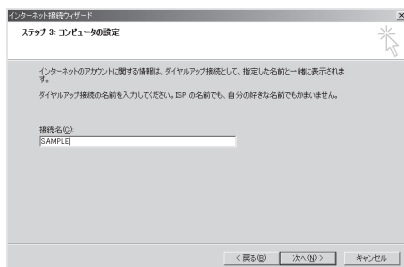 インターネット接続ウィザード
ステップ 3: コンピュータの設定
インターネットのアカウントに関する情報は、ダイヤルアップ接続として、指定した名前と一緒に表示されま
す。
ダイヤルアップ接続の名前を入力してください。ISP の名前でも、自分の好きな名前でもかまいません。
接続名(C):
SAMPLE
< 戻る(B)
次へ(N) >
キャンセル